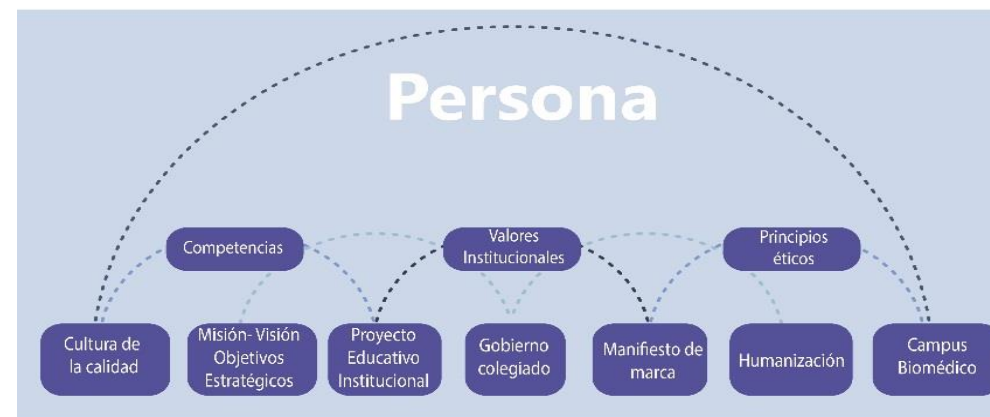 Persona
Competencias
Valores
Institucionales
Principios
éticos
Cultura de
la calidad
Misión- Visión
Objetivos
Estratégicos
Proyecto
Educativo
Institucional
Gobierno
colegiado
Manifiesto de
marca
Humanización
Campus
Biomédico